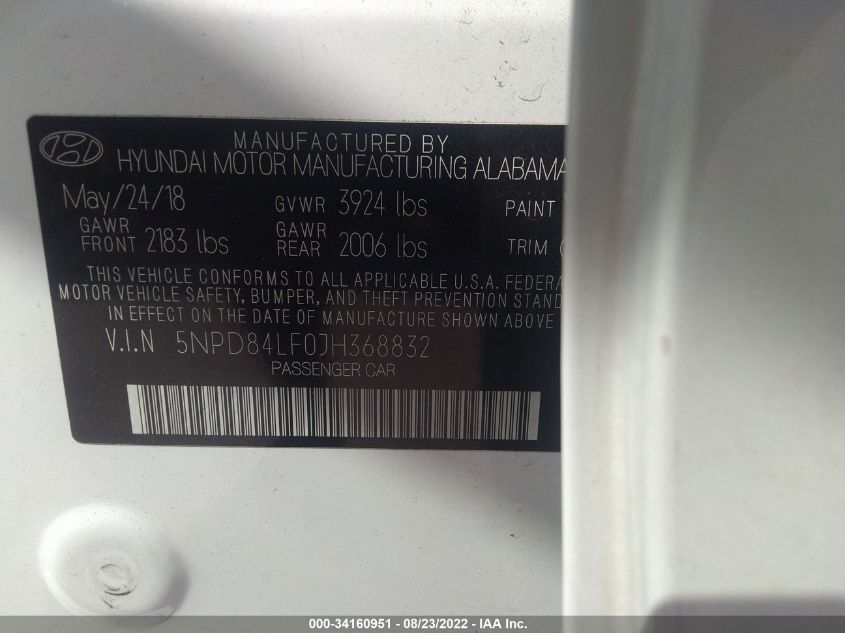 MANUFACTURED BY
HYUNDAI MOTOR MANUFACTURING ALABAMA
May/24/18 GVWR 3924 lbs PAINT
GAWR FRONT 2183 lbs GAWR REAR 2006 lbs TRIM
THIS VEHICLE CONFORMS TO ALL APPLICABLE U.S.A. FEDERA
MOTOR VEHICLE SAFETY, BUMPER, AND THEFT PREVENTION STAND
IN EFFECT ON THE DATE OF MANUFACTURE SHOWN ABOVE
V.I.N 5NPD84LF0JH368832
PASSENGER CAR
000-34160951 - 08/23/2022 - IAA Inc.